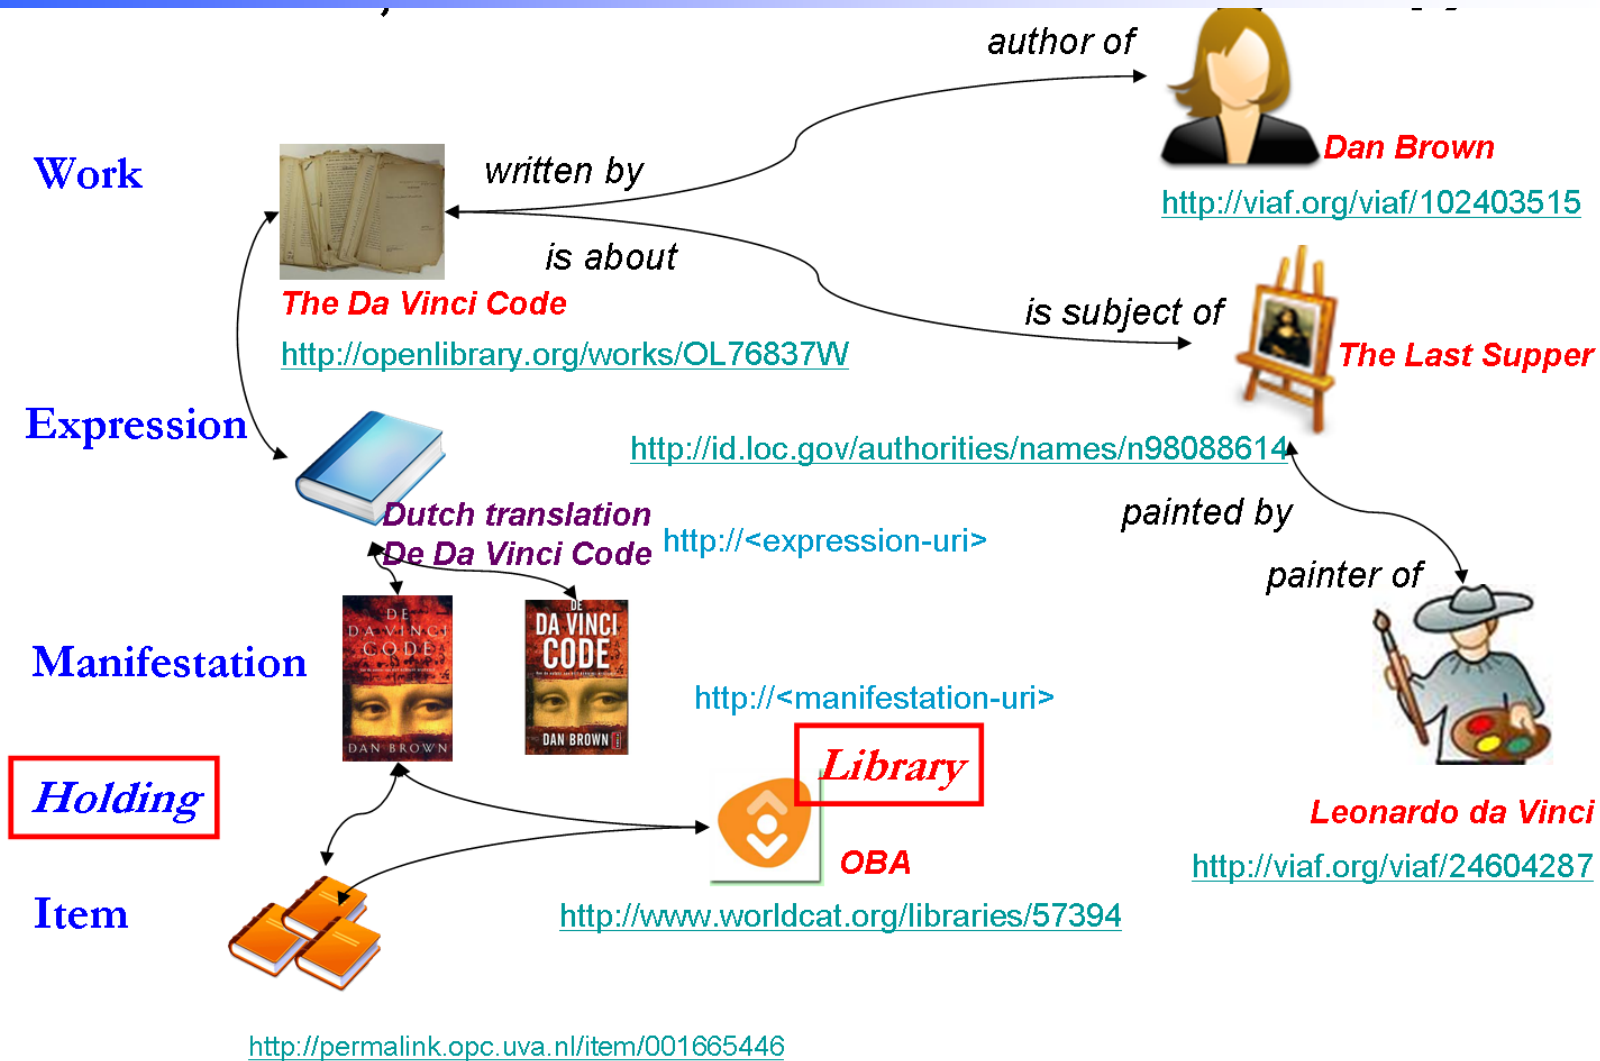 author of
Work
written by
Dan Brown
http://viaf.org/viaf/102403515
is about
The Da Vinci Code
is subject of
http://openlibrary.org/works/OL76837W
The Last Supper
Expression
http://id.loc.gov/authorities/names/n98088614
Dutch translation
De Da Vinci Code
http://<expression-uri>
painted by
painter of
DE
DA VINCI
CODE
DAN BROWN
DE
DA VINCI
CODE
DAN BROWN
Manifestation
http://<manifestation-uri>
Library
Holding
Leonardo da Vinci
OBA
http://viaf.org/viaf/24604287
Item
http://www.worldcat.org/libraries/57394
http://permalink.opc.uva.nl/item/001665446